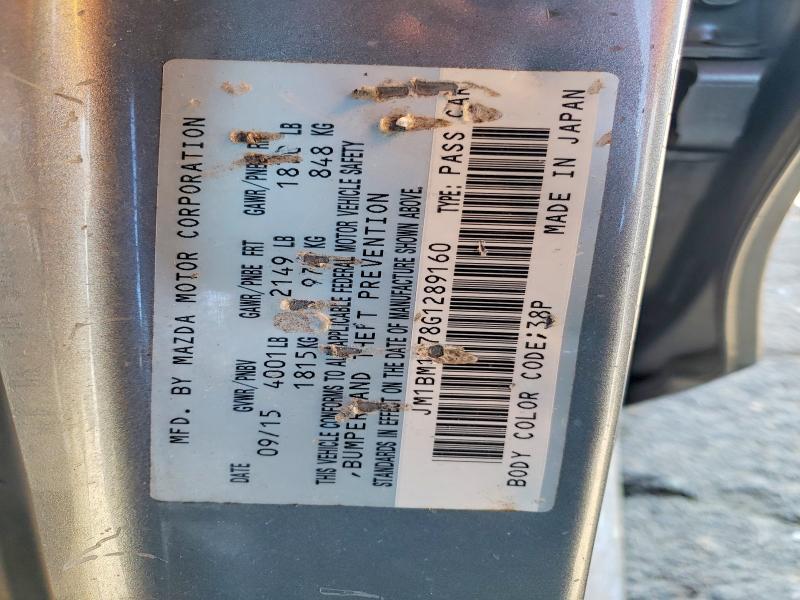 MFD. BY MAZDA MOTOR CORPORATION
DATE GVWR/PNBV GAWR/PNBE FRT GAWR/PNBE
09/15 4001LB 2149 LB LB
1815KG KG 848 KG
THIS VEHICLE CONFORMS TO ALL APPLICABLE FEDERAL MOTOR VEHICLE SAFETY
,BUMPER AND THEFT PREVENTION
STANDARDS IN EFFECT ON THE DATE OF MANUFACTURE SHOWN ABOVE.
TYPE: PASS CAR
BODY COLOR CODE:38P MADE IN JAPAN